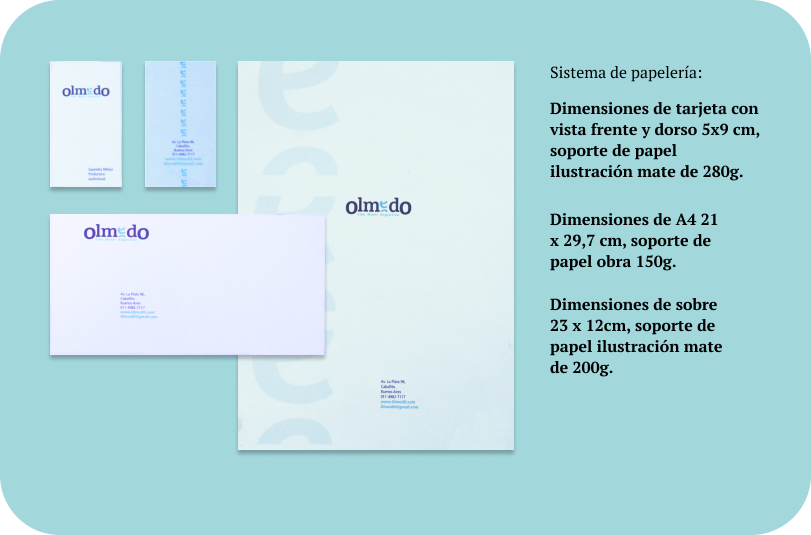 olmedo
Av. La Plata 96,
Caballito.
Buenos Aires
011-4982-7717
olmedo
Av. La Plata 96,
Caballito.
Buenos Aires
011-4982-7717
olmedo
Av. La Plata 96,
Caballito.
Buenos Aires
011-4982-7717
Sistema de papelería:
Dimensiones de tarjeta con
vista frente y dorso 5x9 cm,
soporte de papel
ilustración mate de 280g.
Dimensiones de A4 21
x 29,7 cm, soporte de
papel obra 150g.
Dimensiones de sobre
23 x 12cm, soporte de
papel ilustración mate
de 200g.